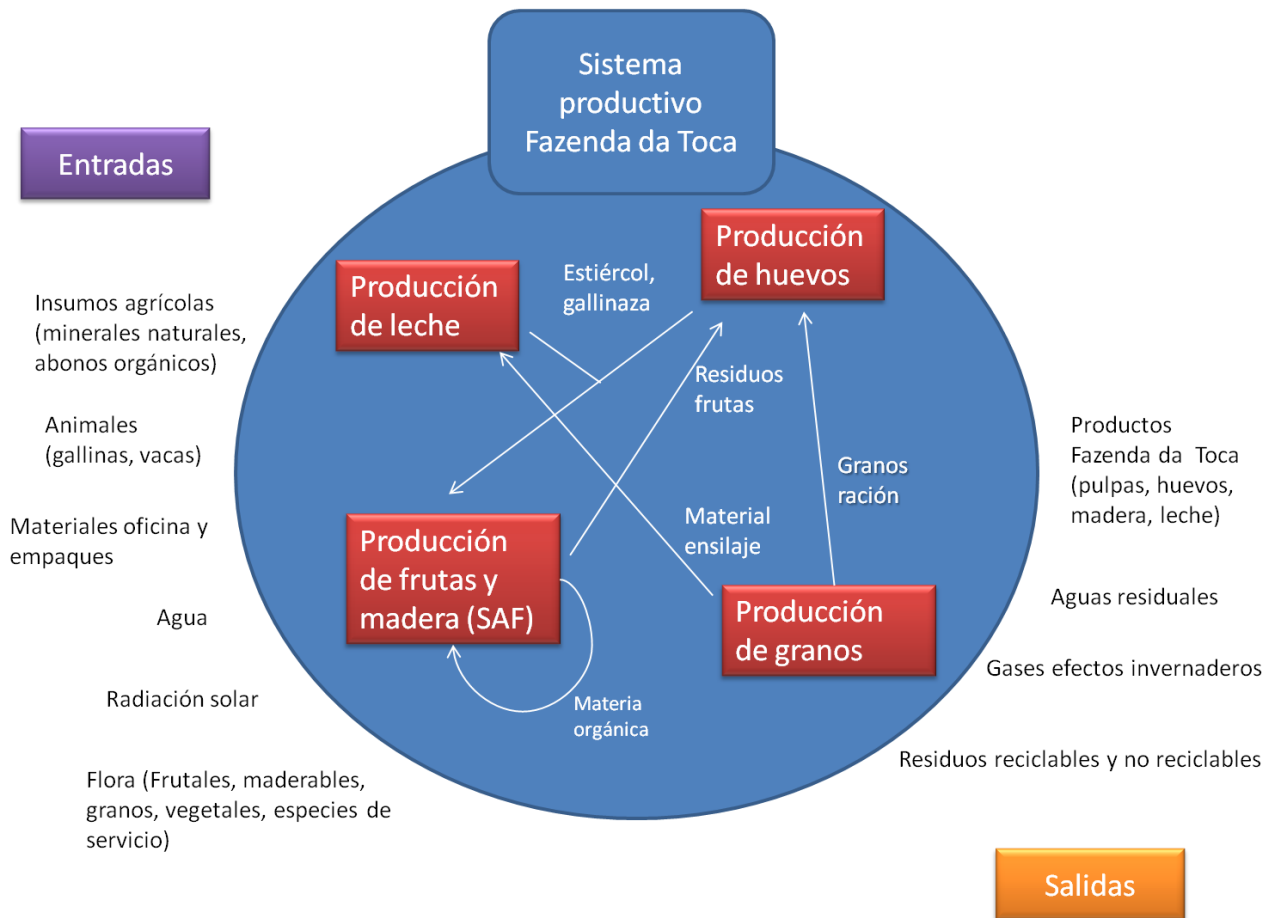 Sistema
productivo
Fazenda da Toca
Entradas
Producción
de huevos
Estiércol,
gallinaza
Producción
de leche
Insumos agrícolas
(minerales naturales,
abonos orgánicos)
Residuos
frutas
Animales
(gallinas, vacas)
Productos
Fazenda da Toca
(pulpas, huevos,
madera, leche)
Granos
ración
Materiales oficina y
empaques
Material
ensilaje
Producción
de frutas y
madera (SAF)
Producción
de granos
Aguas residuales
Agua
Gases efectos invernaderos
Radiación solar
Materia
orgánica
Residuos reciclables y no reciclables
Flora (Frutales, maderables,
granos, vegetales, especies de
servicio)
Salidas